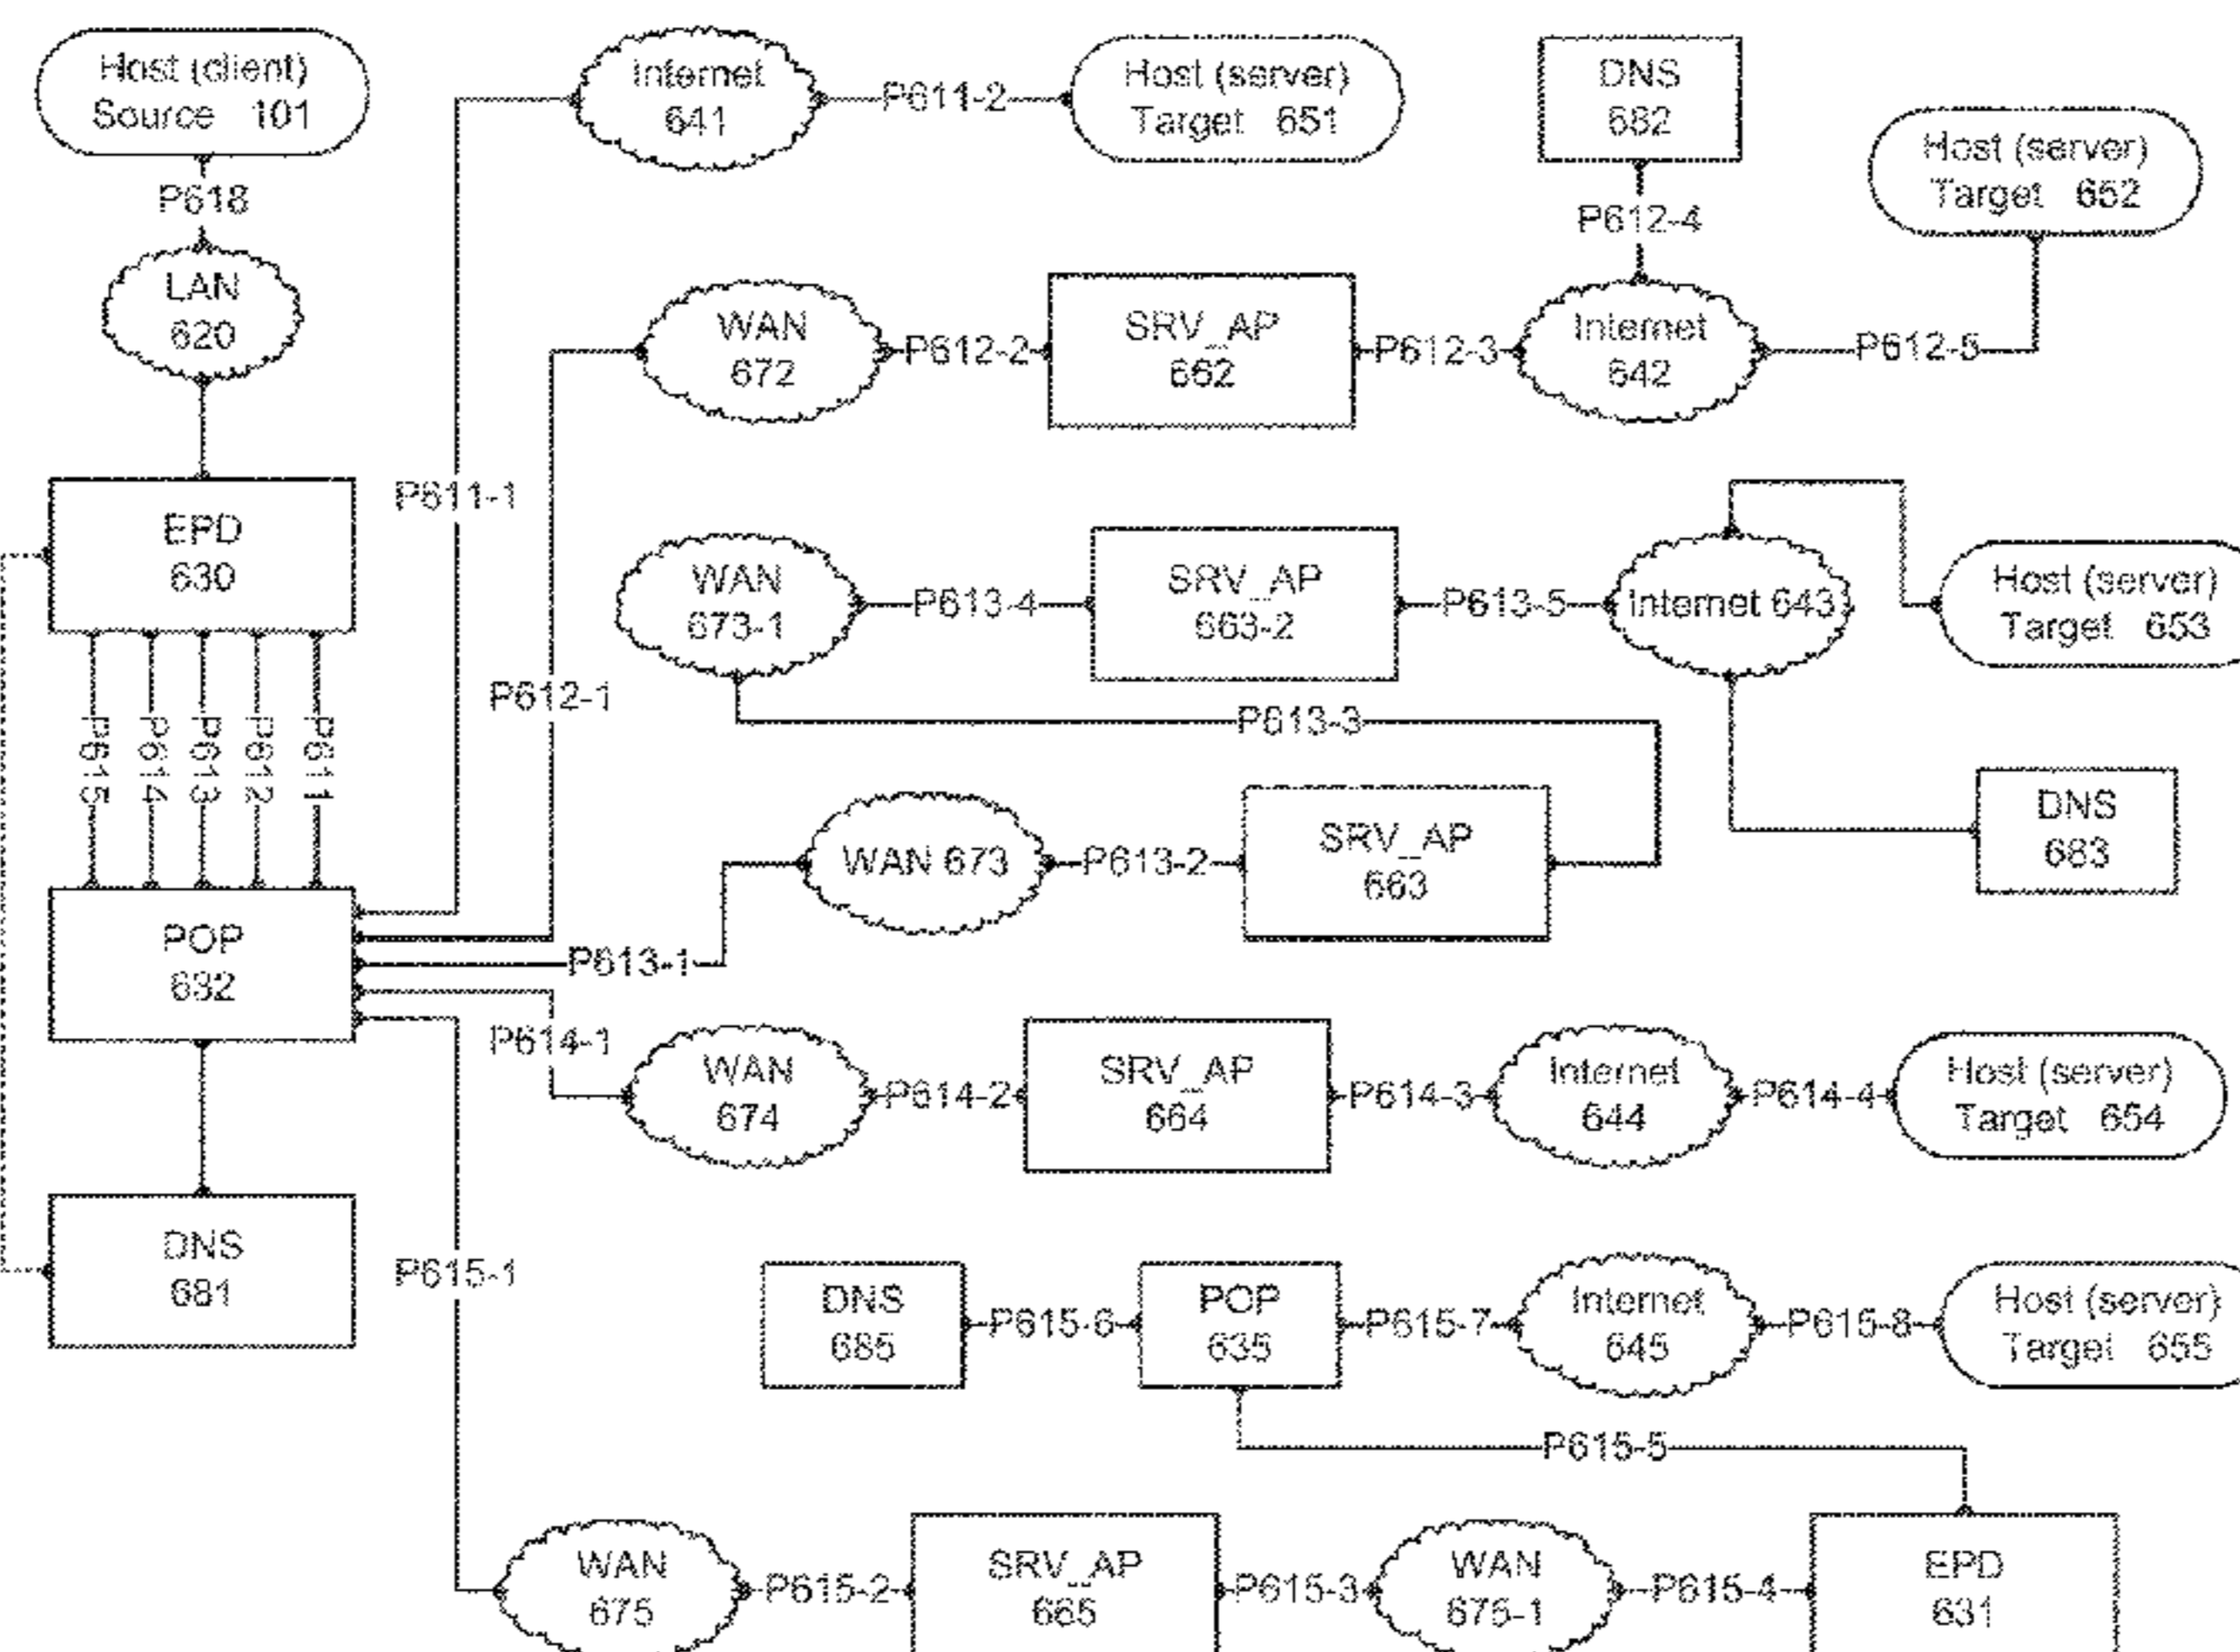 Host (client)
Source 101
P618
LAN
620
EPD
630
P615
P614
P613
P612
P611
POP
632
DNS
681
P611-1
Internet
641
P611-2
Host (server)
Target 651
P612-1
WAN
672
P612-2
SRV_AP
662
P612-3
Internet
642
P612-4
DNS
682
P612-5
Host (server)
Target 652
WAN
673-1
P613-4
SRV_AP
663-2
P613-5
Internet 643
Host (server)
Target 653
P613-3
P613-1
WAN 673
P613-2
SRV_AP
663
DNS
683
P614-1
WAN
674
P614-2
SRV_AP
664
P614-3
Internet
644
P614-4
Host (server)
Target 654
P615-1
DNS
685
P615-6
POP
635
P615-7
Internet
645
P615-8
Host (server)
Target 655
P615-5
WAN
675
P615-2
SRV_AP
665
P615-3
WAN
675-1
P615-4
EPD
631